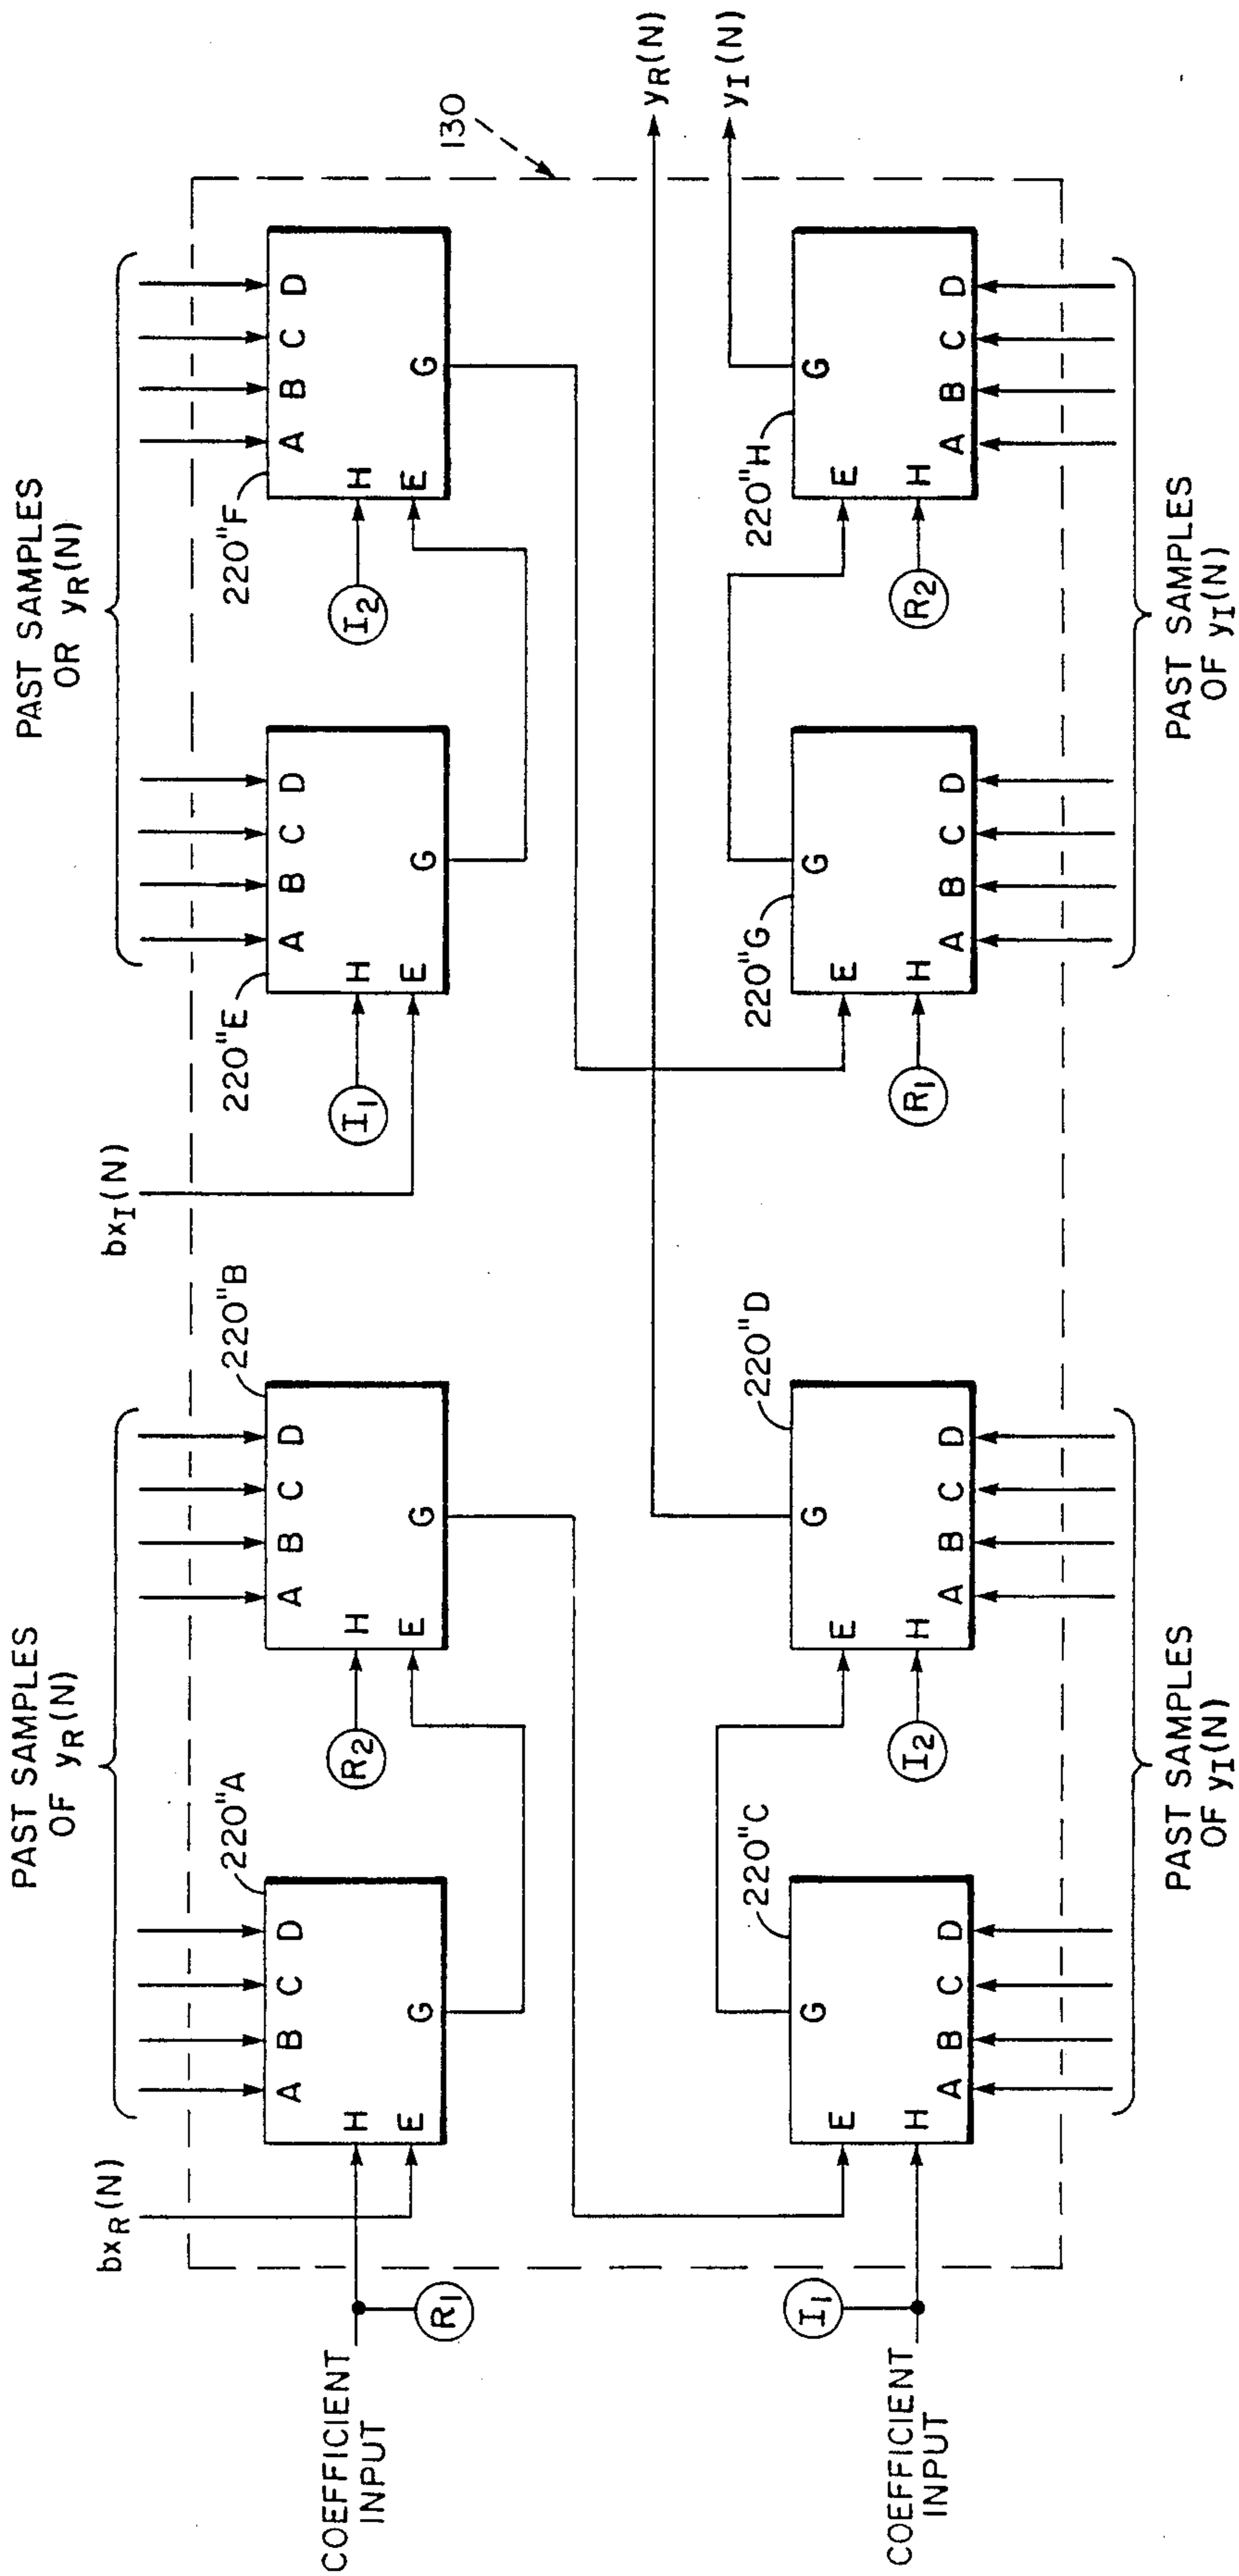 PAST SAMPLES
OF yR(N)
PAST SAMPLES
OR yR(N)
bxR(N)
220"A
220"B
bxI(N)
220"E
220"F
130
A B C D
A B C D
A B C D
A B C D
COEFFICIENT
INPUT
R1
H
E
G
R2
H
E
G
I1
H
E
G
I2
H
E
G
yR(N)
yI(N)
220"C
220"D
220"G
220"H
COEFFICIENT
INPUT
I1
E
H
G
I2
E
H
G
R1
E
H
G
R2
E
H
G
A B C D
A B C D
A B C D
A B C D
PAST SAMPLES
OF yI(N)
PAST SAMPLES
OF yI(N)